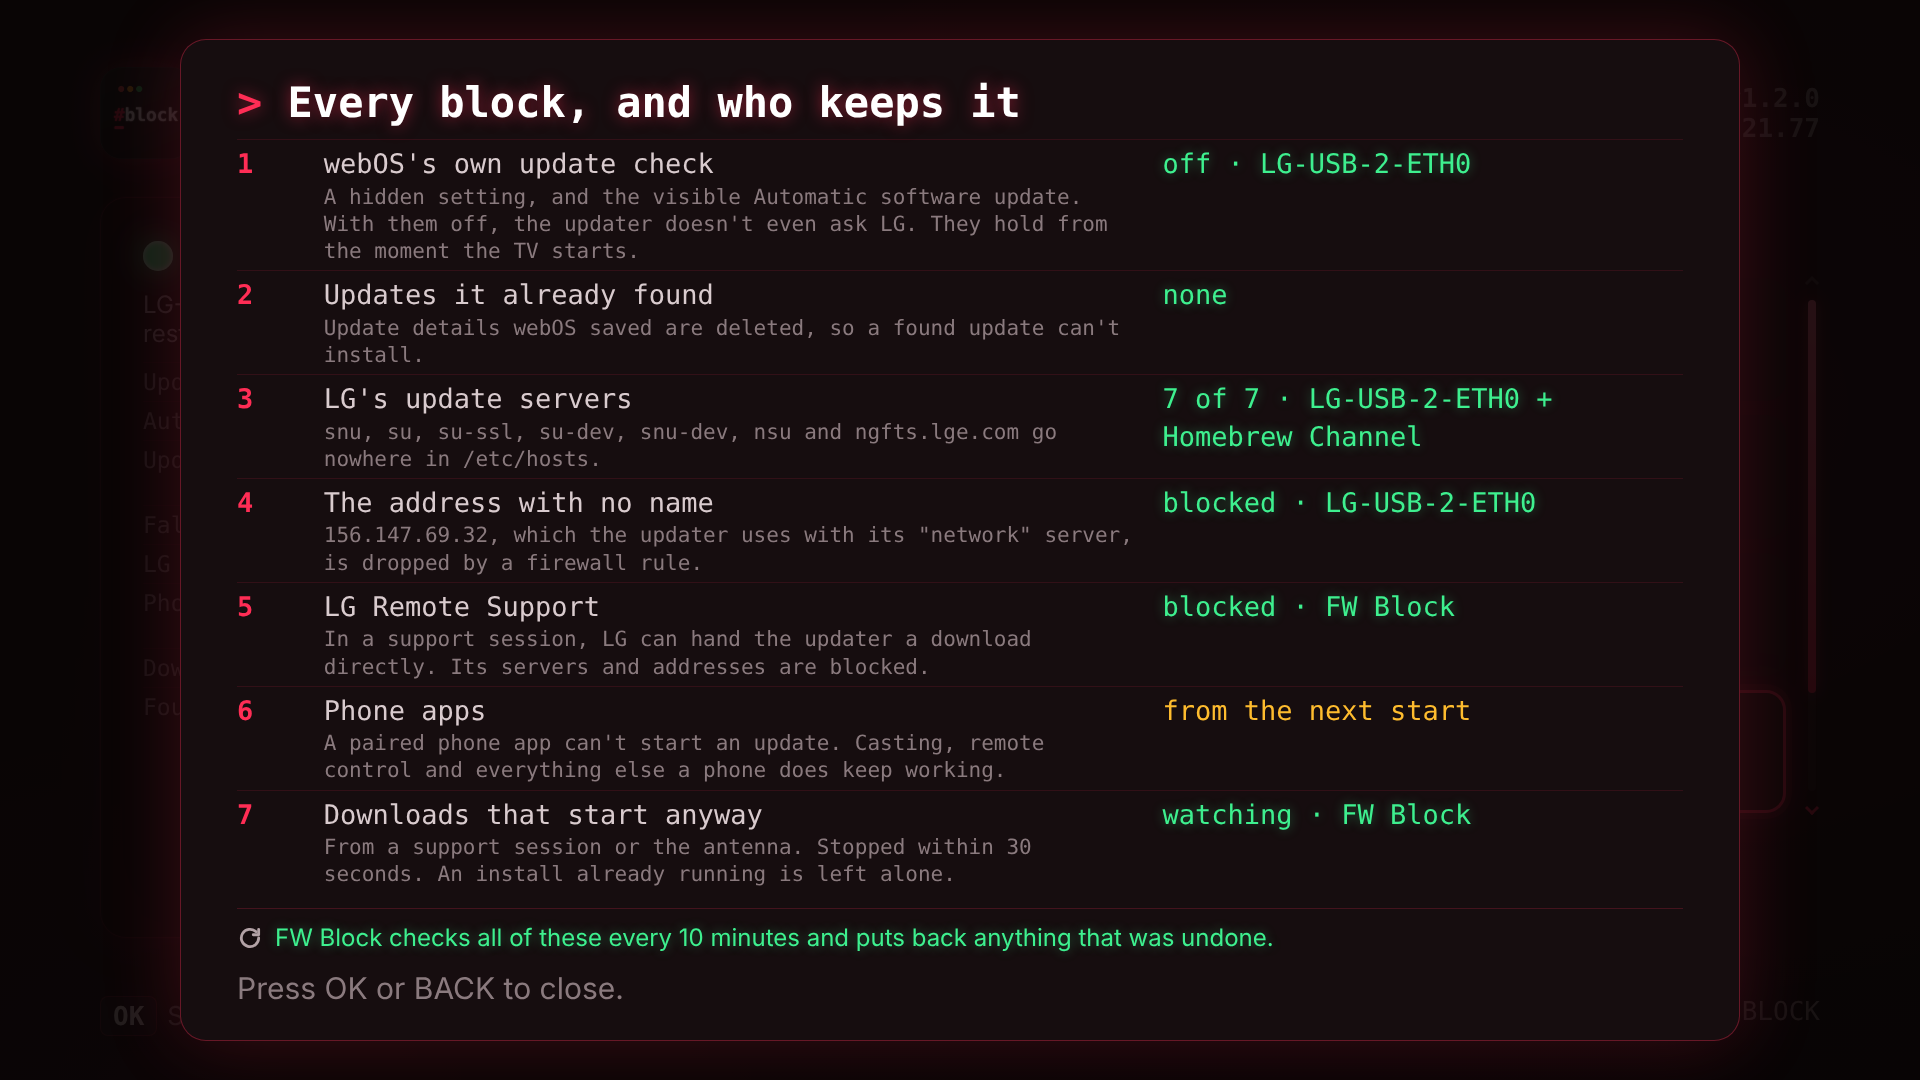 > Every block, and who keeps it
1 webOS's own update check off · LG-USB-2-ETH0
A hidden setting, and the visible Automatic software update.
With them off, the updater doesn't even ask LG. They hold from
the moment the TV starts.
2 Updates it already found none
Update details webOS saved are deleted, so a found update can't
install.
3 LG's update servers 7 of 7 · LG-USB-2-ETH0 +
Homebrew Channel
snu, su, su-ssl, su-dev, snu-dev, nsu and ngfts.lge.com go
nowhere in /etc/hosts.
4 The address with no name blocked · LG-USB-2-ETH0
156.147.69.32, which the updater uses with its "network" server,
is dropped by a firewall rule.
5 LG Remote Support blocked · FW Block
In a support session, LG can hand the updater a download
directly. Its servers and addresses are blocked.
6 Phone apps from the next start
A paired phone app can't start an update. Casting, remote
control and everything else a phone does keep working.
7 Downloads that start anyway watching · FW Block
From a support session or the antenna. Stopped within 30
seconds. An install already running is left alone.
FW Block checks all of these every 10 minutes and puts back anything that was undone.
Press OK or BACK to close.
#block
1.2.0
21.77
LG-
OK
BLOCK